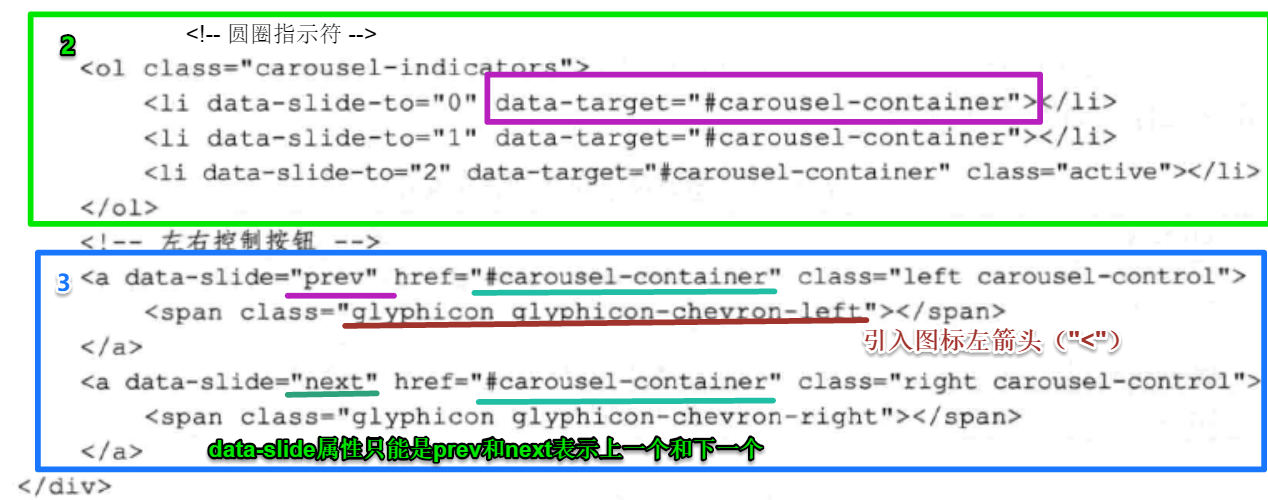 <!-- 圆圈指示符 -->
2
<ol class="carousel-indicators">
<li data-slide-to="0" data-target="#carousel-container"></li>
<li data-slide-to="1" data-target="#carousel-container"></li>
<li data-slide-to="2" data-target="#carousel-container" class="active"></li>
</ol>
<!-- 左右控制按钮 -->
3 <a data-slide="prev" href="#carousel-container" class="left carousel-control">
<span class="glyphicon glyphicon-chevron-left"></span>
引入图标左箭头（"<"）
</a>
<a data-slide="next" href="#carousel-container" class="right carousel-control">
<span class="glyphicon glyphicon-chevron-right"></span>
</a> data-slide属性只能是prev和next表示上一个和下一个
</div>